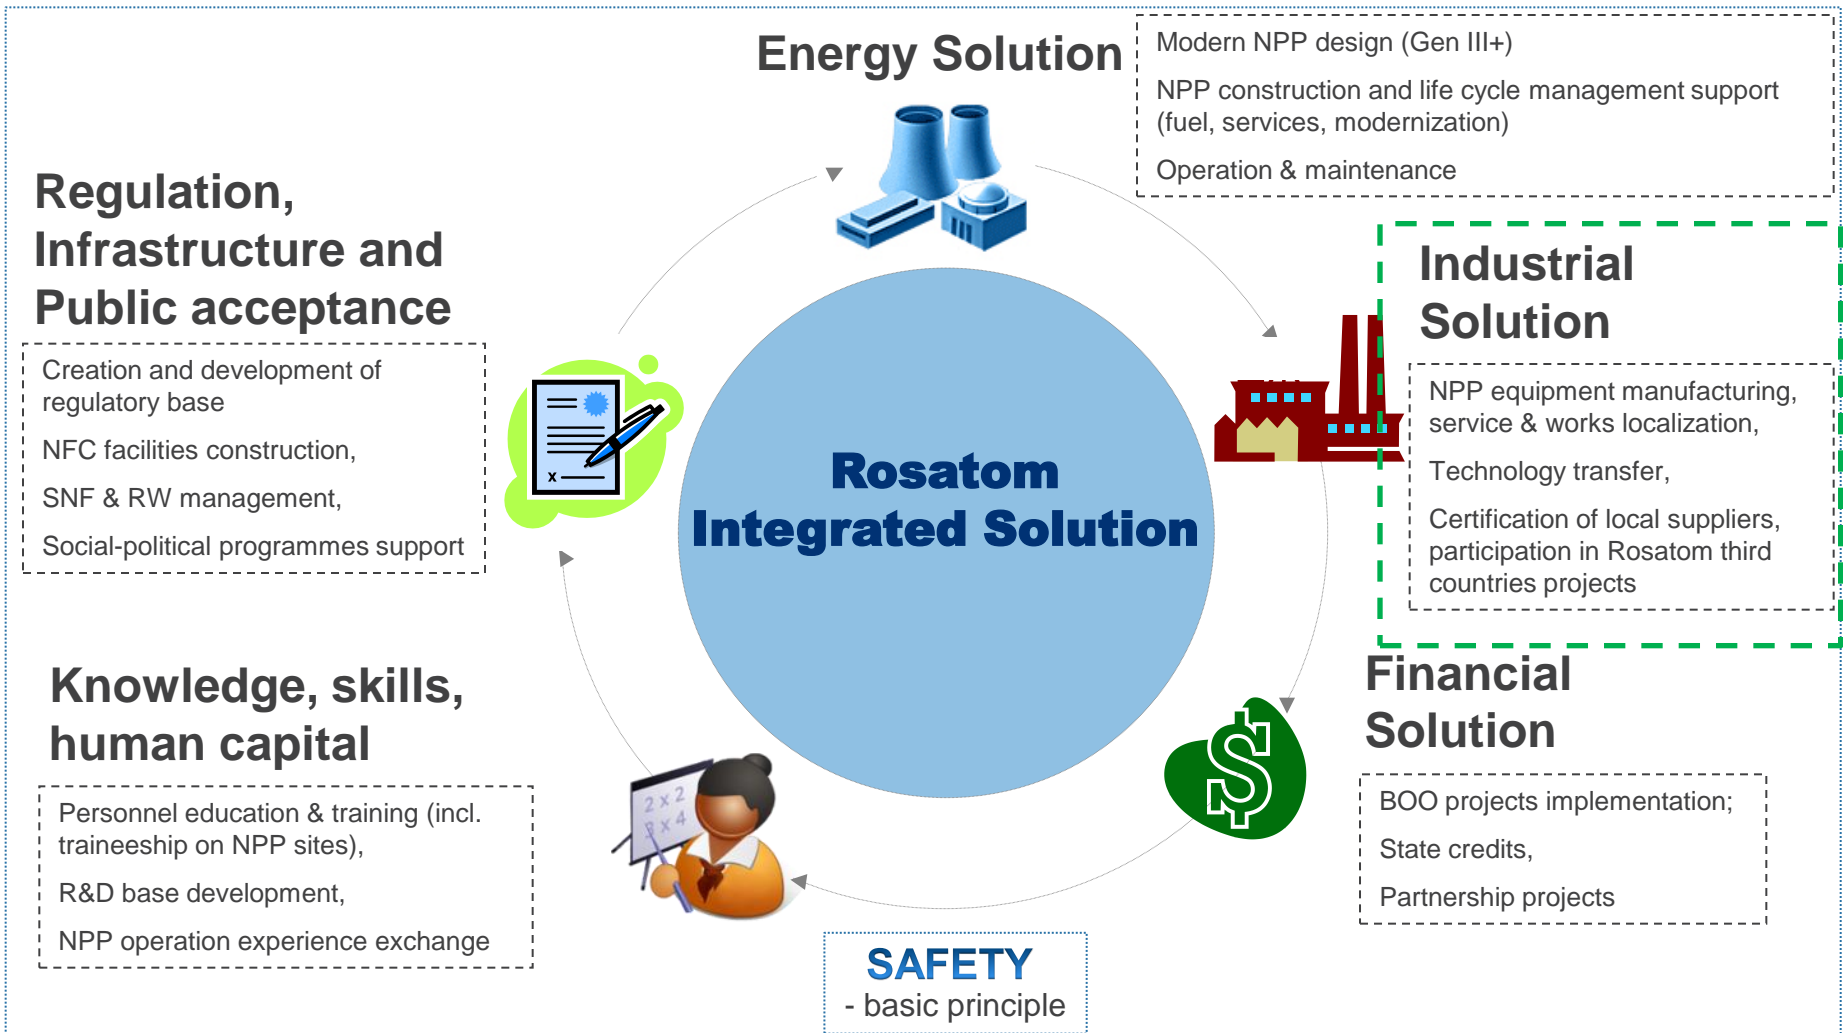 Energy Solution
Modern NPP design (Gen III+)
NPP construction and life cycle management support
(fuel, services, modernization)
Operation & maintenance
Regulation,
Infrastructure and
Public acceptance
Creation and development of
regulatory base
NFC facilities construction,
SNF & RW management,
Social-political programmes support
x
Industrial
Solution
NPP equipment manufacturing,
service & works localization,
Technology transfer,
Certification of local suppliers,
participation in Rosatom third
countries projects
Rosatom
Integrated Solution
Knowledge, skills,
human capital
Personnel education & training (incl.
traineeship on NPP sites),
R&D base development,
NPP operation experience exchange
2 x 2
3 x 4
$
Financial
Solution
BOO projects implementation;
State credits,
Partnership projects
SAFETY
- basic principle